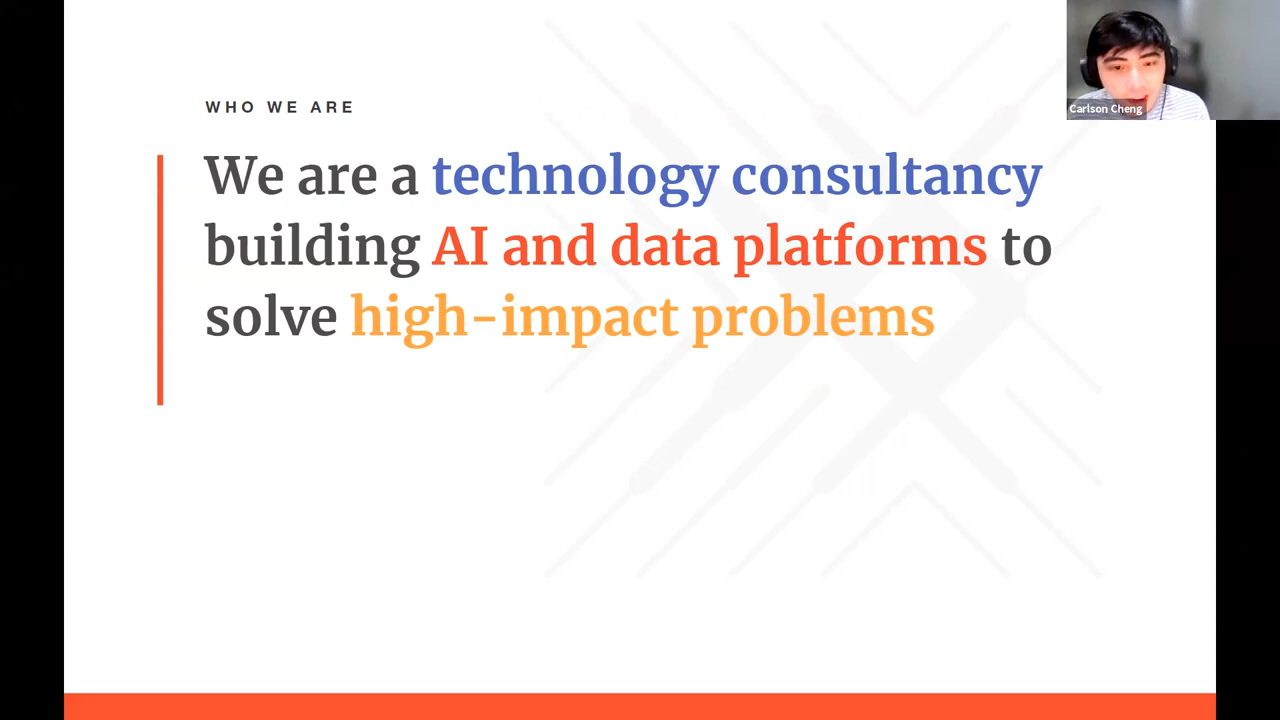 WHO WE ARE
We are a technology consultancy
building AI and data platforms to
solve high-impact problems
Carlson Cheng